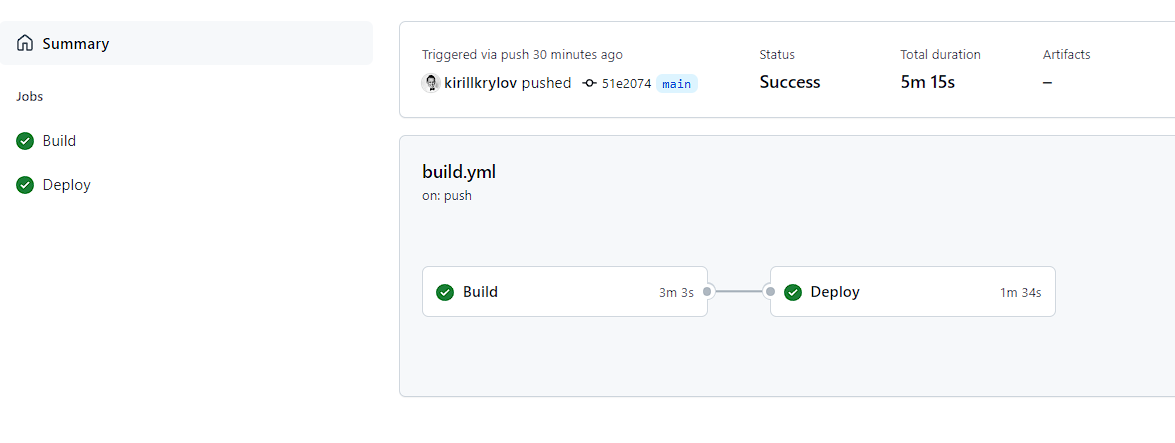 Summary
Jobs
Build
Deploy
Triggered via push 30 minutes ago
kirillkrylov pushed 51e2074 main
Status
Success
Total duration
5m 15s
Artifacts
–
build.yml
on: push
Build 3m 3s
Deploy 1m 34s